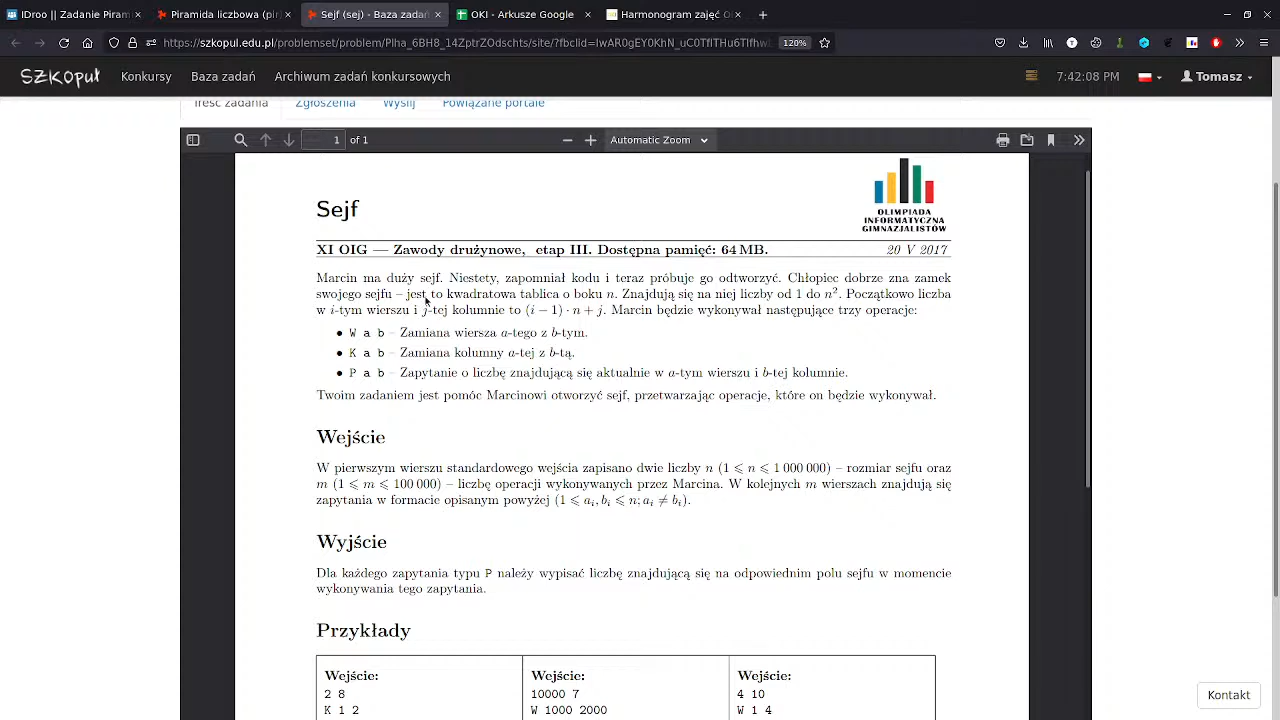 IDro || Zadanie Piram
Piramida liczbowa (pir
Sejf (sej) - Baza zadań
OKI - Arkusze Google
Harmonogram zajęć O
https://szkopul.edu.pl/problemset/problem/Plha_6BH8_14ZptrZOdschts/site/?fbclid=IwAR0gEY0KhN_uC0TflTHu6TlfhwI
120%
SZKOpuł
Konkursy
Baza zadań
Archiwum zadań konkursowych
7:42:08 PM
Tomasz
Treść zadania
Zgłoszenia
Wyślij
Powiązane portale
1 of 1
Automatic Zoom
OLIMPIADA
INFORMATYCZNA
GIMNAZJALISTÓW
Sejf
XI OIG — Zawody drużynowe, etap III. Dostępna pamięć: 64 MB. 20 V 2017
Marcin ma duży sejf. Niestety, zapomniał kodu i teraz próbuje go odtworzyć. Chłopiec dobrze zna zamek
swojego sejfu – jest to kwadratowa tablica o boku n. Znajdują się na niej liczby od 1 do n². Początkowo liczba
w i-tym wierszu i j-tej kolumnie to (i − 1) · n + j. Marcin będzie wykonywał następujące trzy operacje:
• W a b – Zamiana wiersza a-tego z b-tym.
• K a b – Zamiana kolumny a-tej z b-tą.
• P a b – Zapytanie o liczbę znajdującą się aktualnie w a-tym wierszu i b-tej kolumnie.
Twoim zadaniem jest pomóc Marcinowi otworzyć sejf, przetwarzając operacje, które on będzie wykonywał.
Wejście
W pierwszym wierszu standardowego wejścia zapisano dwie liczby n (1 ⩽ n ⩽ 1 000 000) – rozmiar sejfu oraz
m (1 ⩽ m ⩽ 100 000) – liczbę operacji wykonywanych przez Marcina. W kolejnych m wierszach znajdują się
zapytania w formacie opisanym powyżej (1 ⩽ aᵢ, bᵢ ⩽ n; aᵢ ≠ bᵢ).
Wyjście
Dla każdego zapytania typu P należy wypisać liczbę znajdującą się na odpowiednim polu sejfu w momencie
wykonywania tego zapytania.
Przykłady
Wejście:
2 8
K 1 2
Wejście:
10000 7
W 1000 2000
Wejście:
4 10
W 1 4
Kontakt